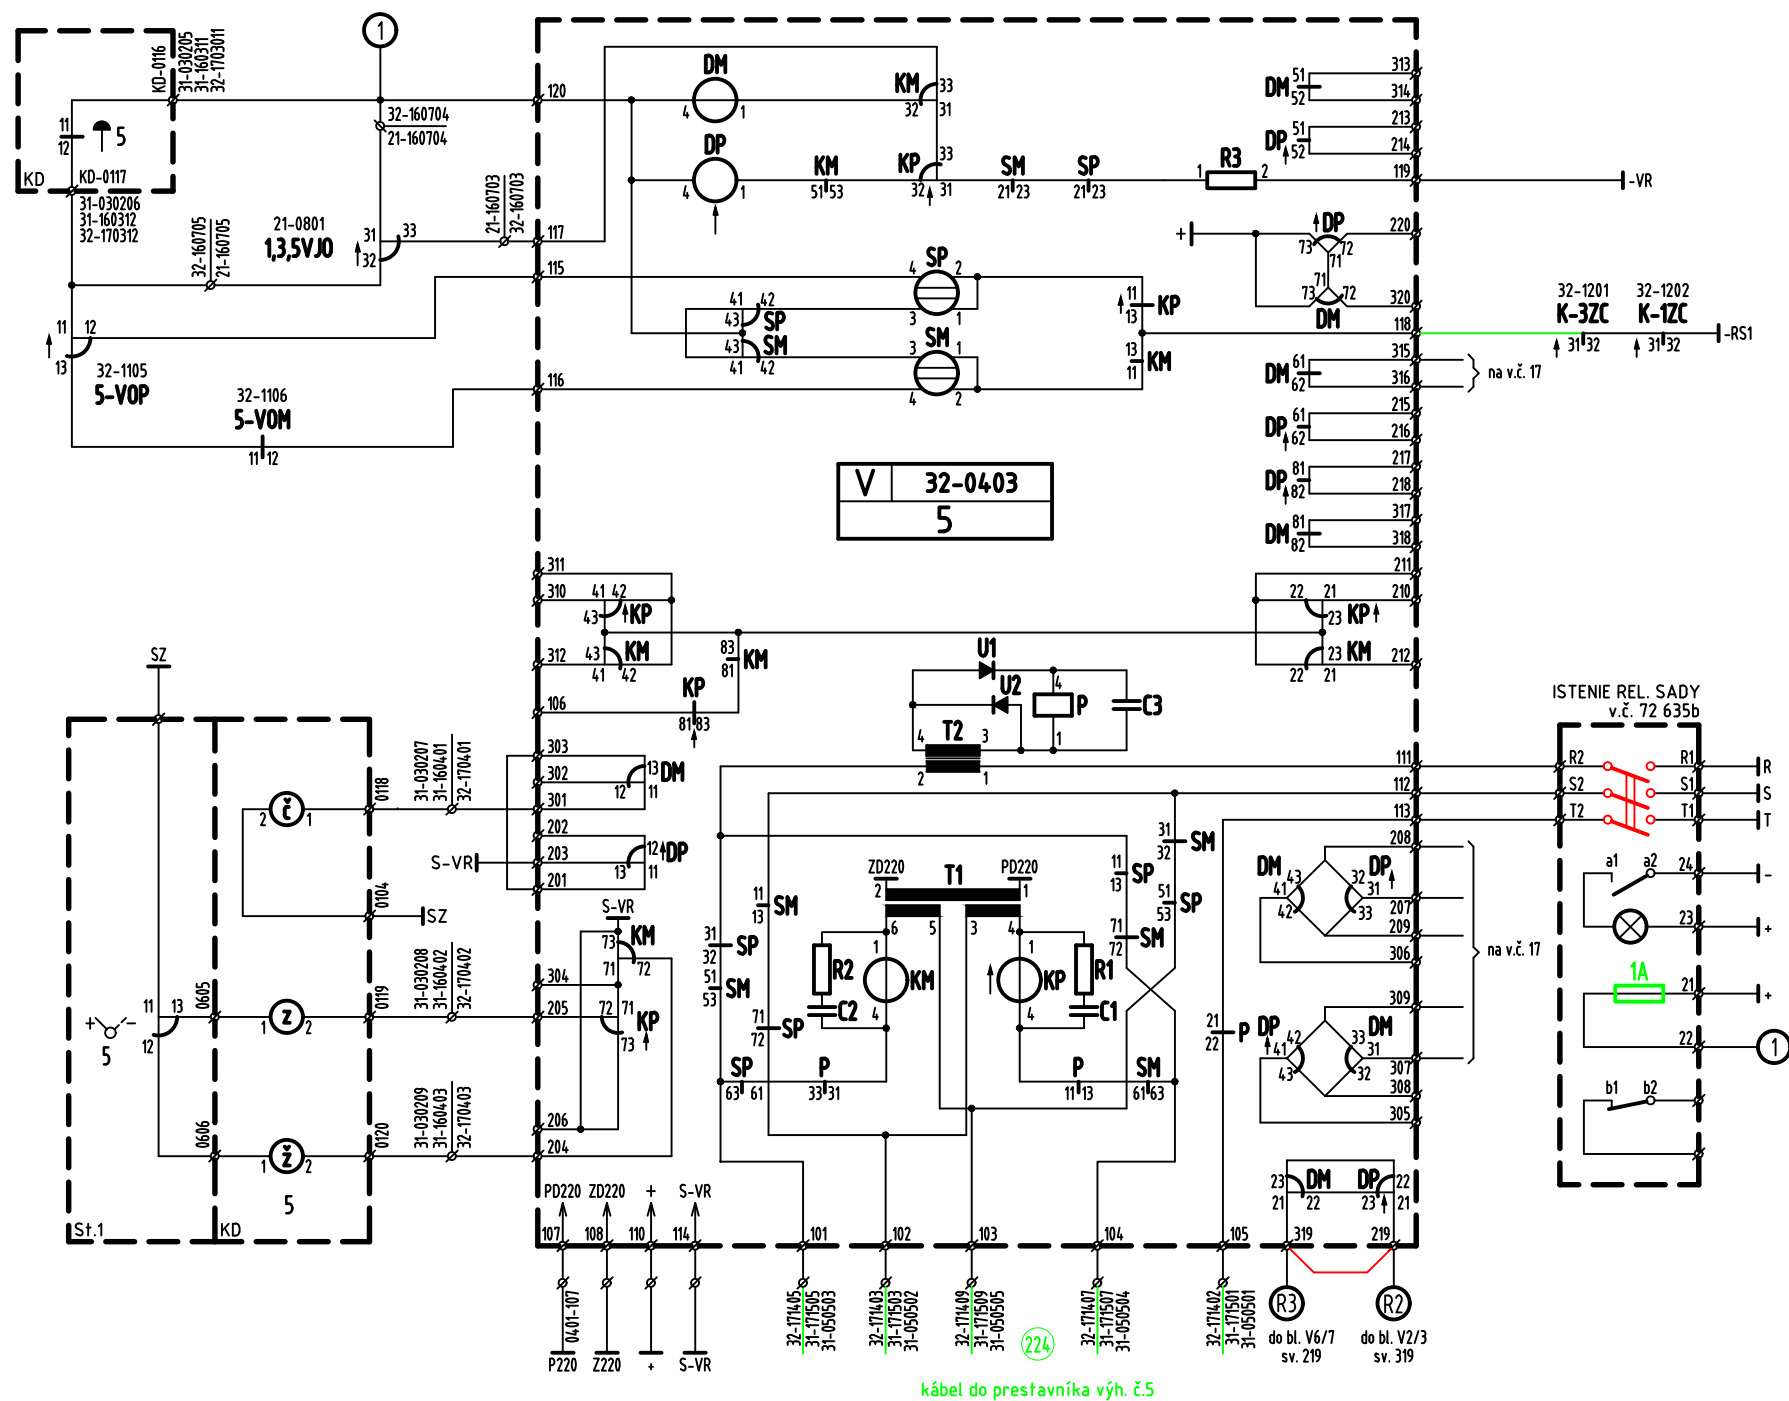 KD-0116
31-030205
31-160311
32-1703011
1
11
12
5
KD
KD-0117
31-030206
31-160312
32-170312
32-160704
21-160704
32-160705
21-160705
21-0801
1,3,5VJO
31
32
33
21-160703
32-160703
11
12
13
32-1105
5-VOP
32-1106
5-VOM
11 12
120
117
115
116
DM
4
1
KM
33
32
31
DP
4
1
KM
51 53
KP
33
32
31
SM
21 23
SP
21 23
R3
1
2
SP
4
2
3
1
41
42
43
SP
43
SM
41
42
SM
3
1
4
2
11
13
KP
13
11
KM
DM
51
52
313
314
DP
51
52
213
214
119
-VR
+
DP
73
72
71
220
71
73
72
DM
320
118
32-1201
K-3ZC
31 32
32-1202
K-1ZC
31 32
-RS1
DM
61
62
315
316
na v.č. 17
DP
61
62
215
216
DP
81
82
217
218
DM
81
82
317
318
V
32-0403
5
311
310
312
106
41 42
43
KP
43
KM
41
42
83
81
KM
KP
81 83
211
210
212
22
21
23
KP
23
KM
22
21
U1
U2
4
P
1
C3
T2
4
3
2
1
SZ
11
13
12
+
-
5
St.1
KD
2
č
1
0118
31-030207
31-160401
32-170401
0104
SZ
0605
1
z
2
0119
31-030208
31-160402
32-170402
0606
1
ž
2
0120
31-030209
31-160403
32-170403
5
303
302
301
13
DM
12
11
202
203
201
S-VR
12
DP
13
11
S-VR
73
KM
71
72
304
205
72
71
KP
73
206
204
111
112
113
ZD220
T1
PD220
2
1
6
5
3
4
11
13
SM
31
32
SP
51
53
SM
71
72
SP
R2
C2
1
KM
4
1
KP
4
R1
C1
SP
63
61
P
33 31
P
11 13
SM
61 63
11
13
SP
31
32
SM
51
53
SP
71
72
SM
21
22
P
DM
43
41
42
DP
32
31
33
208
207
209
306
na v.č. 17
DP
42
41
43
33
DM
31
32
309
307
308
305
23
DM
21
22
DP
22
23
21
ISTENIE REL. SADY
v.č. 72 635b
R2
R1
R
S2
S1
S
T2
T1
T
a1
a2
24
-
23
+
1A
21
+
22
1
b1
b2
PD220
ZD220
+
S-VR
107
108
110
114
101
102
103
104
105
319
219
0401-107
P220
Z220
+
S-VR
32-171405
31-171505
31-050503
32-171403
31-171503
31-050502
32-171409
31-171509
31-050505
224
32-171407
31-171507
31-050504
32-171402
31-171501
31-050501
R3
do bl. V6/7
sv. 219
R2
do bl. V2/3
sv. 319
kábel do prestavníka výh. č.5